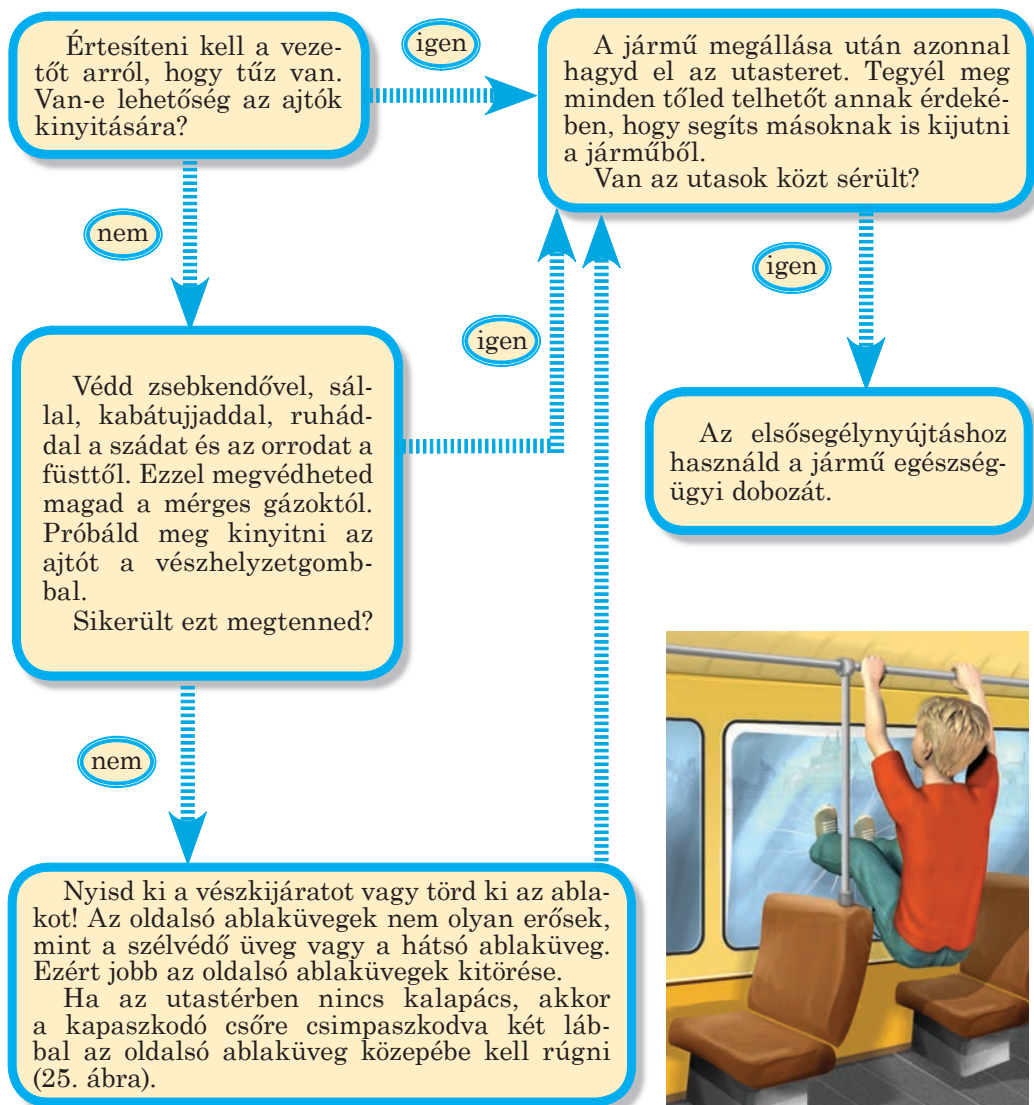 Értesíteni kell a veze-
tőt arról, hogy tűz van.
Van-e lehetőség az ajtók
kinyitására?
igen
A jármű megállása után azonnal
hagyd el az utasteret. Tegyél meg
minden tőled telhetőt annak érdeké-
ben, hogy segíts másoknak is kijutni
a járműből.
Van az utasok közt sérült?
nem
igen
igen
Védd zsebkendővel, sál-
lal, kabátujjaddal, ruhád-
dal a szádat és az orrodat a
füsttől. Ezzel megvédheted
magad a mérges gázoktól.
Próbáld meg kinyitni az
ajtót a vészhelyzetgomb-
bal.
Sikerült ezt megtenned?
Az elsősegélynyújtáshoz
használd a jármű egészség-
ügyi dobozát.
nem
Nyisd ki a vészkijáratot vagy törd ki az abla-
kot! Az oldalsó ablaküvegek nem olyan erősek,
mint a szélvédő üveg vagy a hátsó ablaküveg.
Ezért jobb az oldalsó ablaküvegek kitörése.
Ha az utastérben nincs kalapács, akkor
a kapaszkodó csőre csimpaszkodva két láb-
bal az oldalsó ablaküveg közepébe kell rúgni
(25. ábra).